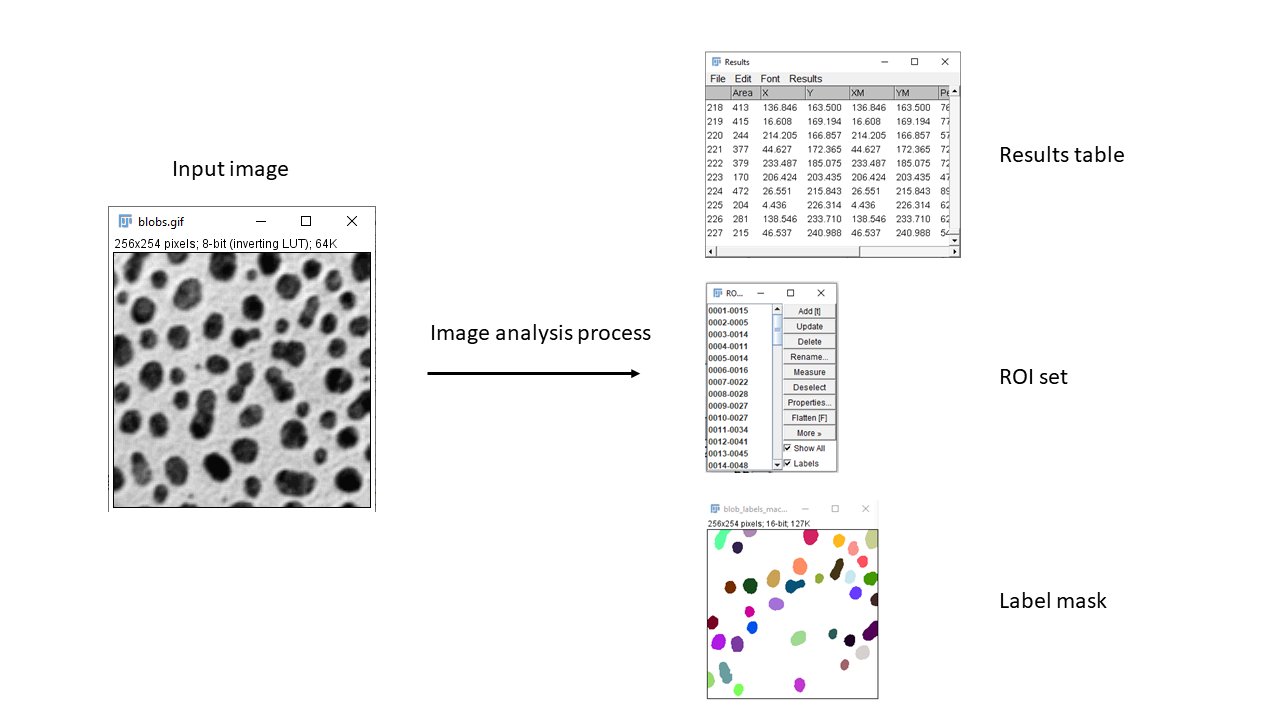 Input image
blobs.gif
256x254 pixels; 8-bit (inverting LUT); 64K
Image analysis process
Results
File Edit Font Results
Area X Y XM YM Pe
218 413 136.846 163.500 136.846 163.500 76
219 415 16.608 169.194 16.608 169.194 77
220 244 214.205 166.857 214.205 166.857 57
221 377 44.627 172.365 44.627 172.365 72
222 379 233.487 185.075 233.487 185.075 72
223 170 206.424 203.435 206.424 203.435 47
224 472 26.551 215.843 26.551 215.843 89
225 204 4.436 226.314 4.436 226.314 62
226 281 138.546 233.710 138.546 233.710 62
227 215 46.537 240.988 46.537 240.988
Results table
RO...
0001-0015 Add [t]
0002-0005 Update
0003-0014 Delete
0004-0011 Rename...
0005-0014 Measure
0006-0016 Deselect
0007-0022 Properties...
0008-0028 Flatten [F]
0009-0027 More »
0010-0027 Show All
0011-0034 Labels
0012-0041
0013-0045
0014-0048
ROI set
blob_labels_mac...
256x254 pixels; 16-bit; 127K
Label mask